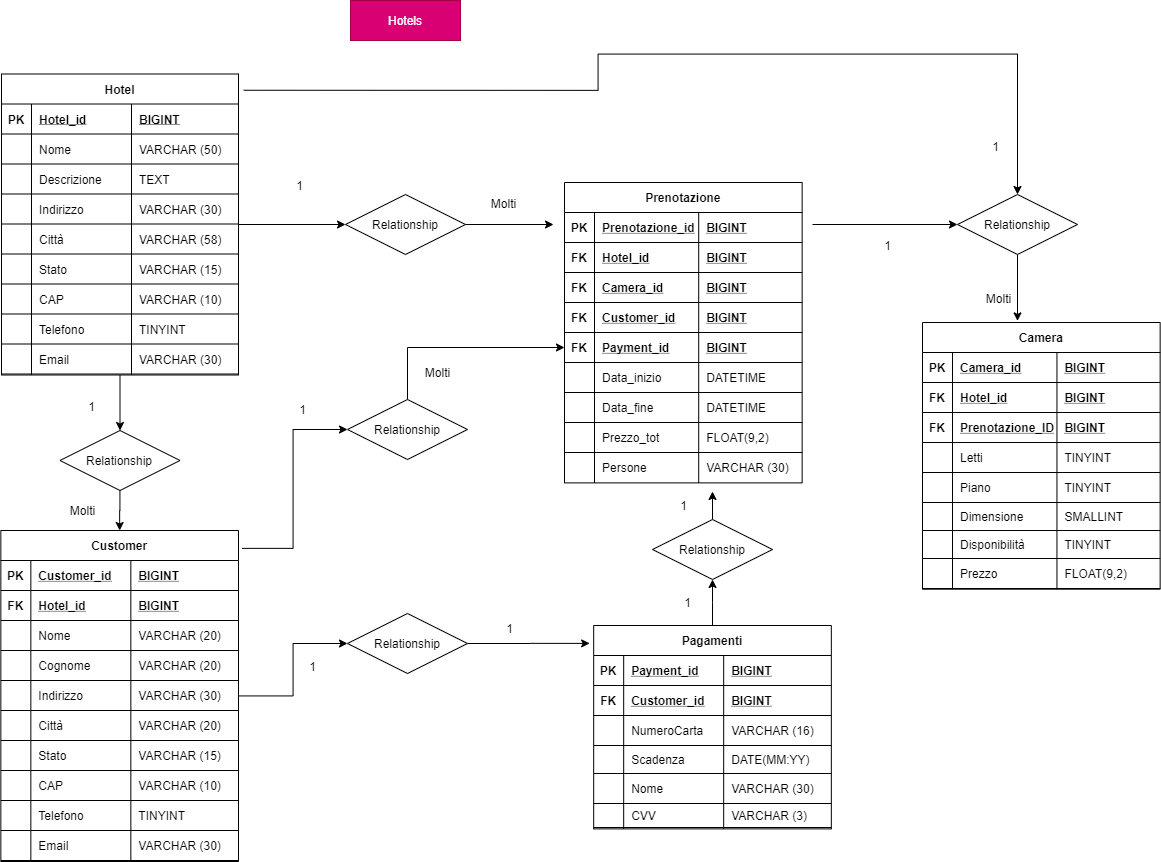 Hotels
Hotel
PK Hotel_id BIGINT
Nome VARCHAR (50)
Descrizione TEXT
Indirizzo VARCHAR (30)
Città VARCHAR (58)
Stato VARCHAR (15)
CAP VARCHAR (10)
Telefono TINYINT
Email VARCHAR (30)
1
Relationship
Molti
Prenotazione
PK Prenotazione_id BIGINT
FK Hotel_id BIGINT
FK Camera_id BIGINT
FK Customer_id BIGINT
FK Payment_id BIGINT
Data_inizio DATETIME
Data_fine DATETIME
Prezzo_tot FLOAT(9,2)
Persone VARCHAR (30)
1
1
Relationship
Molti
Camera
PK Camera_id BIGINT
FK Hotel_id BIGINT
FK Prenotazione_ID BIGINT
Letti TINYINT
Piano TINYINT
Dimensione SMALLINT
Disponibilità TINYINT
Prezzo FLOAT(9,2)
1
Relationship
Molti
1
Relationship
Molti
Customer
PK Customer_id BIGINT
FK Hotel_id BIGINT
Nome VARCHAR (20)
Cognome VARCHAR (20)
Indirizzo VARCHAR (30)
Città VARCHAR (20)
Stato VARCHAR (15)
CAP VARCHAR (10)
Telefono TINYINT
Email VARCHAR (30)
1
Relationship
1
1
Relationship
1
Pagamenti
PK Payment_id BIGINT
FK Customer_id BIGINT
NumeroCarta VARCHAR (16)
Scadenza DATE(MM:YY)
Nome VARCHAR (30)
CVV VARCHAR (3)